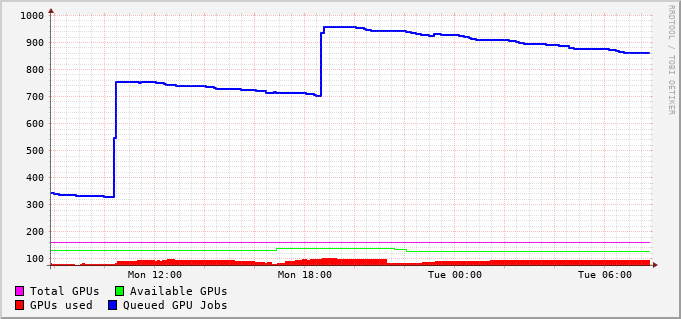 1000
900
800
700
600
500
400
300
200
100
Mon 12:00 Mon 18:00 Tue 00:00 Tue 06:00
Total GPUs Available GPUs
GPUs used Queued GPU Jobs
RRDTOOL / TOBI OETIKER